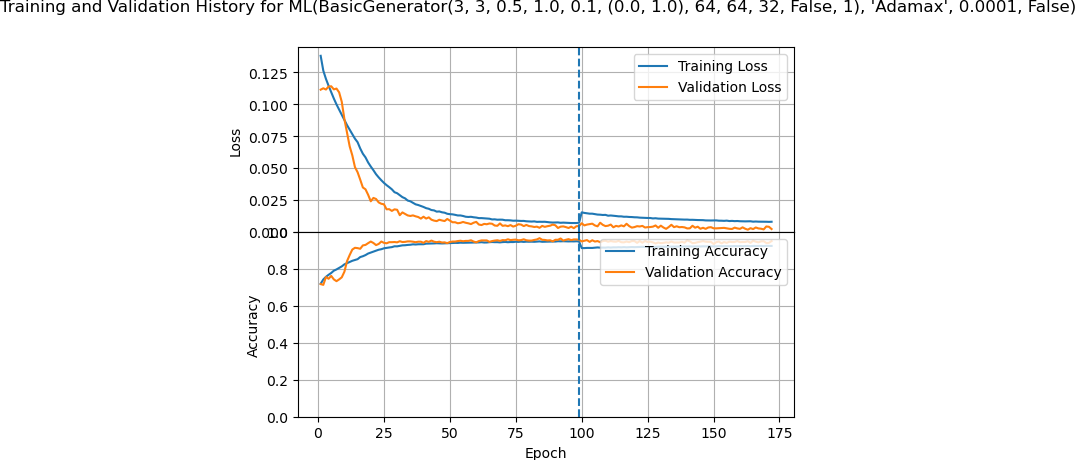 Training and Validation History for ML(BasicGenerator(3, 3, 0.5, 1.0, 0.1, (0.0, 1.0), 64, 64, 32, False, 1), 'Adamax', 0.0001, False)
Training Loss
Validation Loss
0.125
0.100
0.075
0.050
0.025
0.000
Loss
1.0
0.8
0.6
0.4
0.2
0.0
Accuracy
Training Accuracy
Validation Accuracy
0 25 50 75 100 125 150 175
Epoch